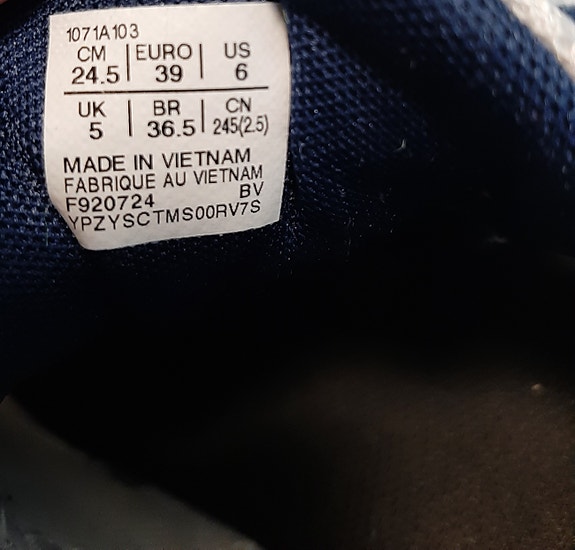 1071A103
CM | EURO | US
24.5 | 39 | 6
UK | BR | CN
5 | 36.5 | 245(2.5)
MADE IN VIETNAM
FABRIQUE AU VIETNAM
F920724 BV
YPZYSCTMS00RV7S